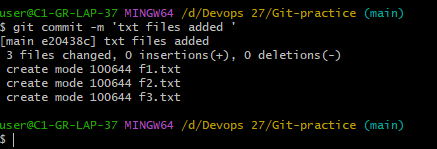 user@C1-GR-LAP-37 MINGW64 /d/Devops 27/Git-practice (main)
$ git commit -m 'txt files added '
[main e20438c] txt files added
 3 files changed, 0 insertions(+), 0 deletions(-)
 create mode 100644 f1.txt
 create mode 100644 f2.txt
 create mode 100644 f3.txt
user@C1-GR-LAP-37 MINGW64 /d/Devops 27/Git-practice (main)
$